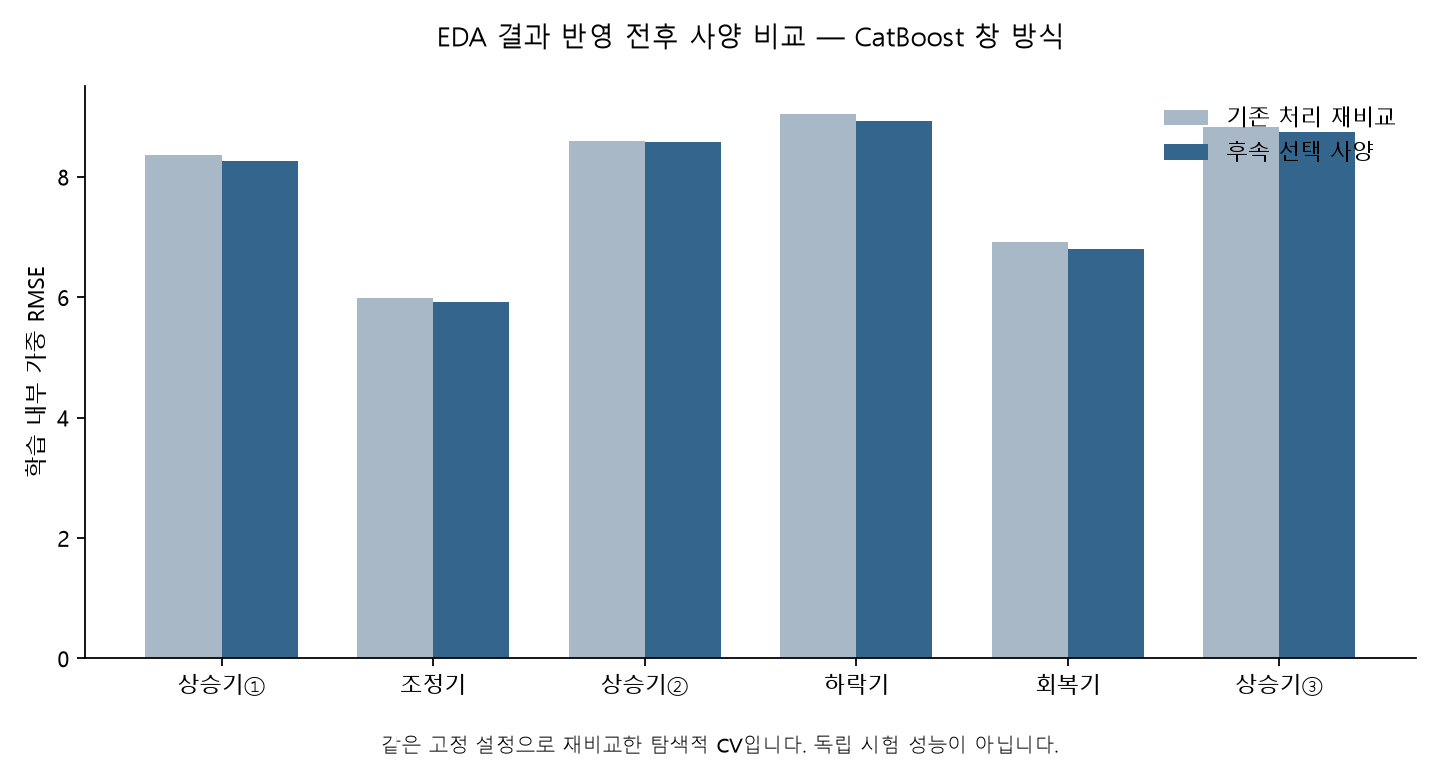 EDA 결과 반영 전후 사양 비교 — CatBoost 창 방식
기존 처리 재비교
후속 선택 사양
학습 내부 가중 RMSE
8
6
4
2
0
상승기①
조정기
상승기②
하락기
회복기
상승기③
같은 고정 설정으로 재비교한 탐색적 CV입니다. 독립 시험 성능이 아닙니다.